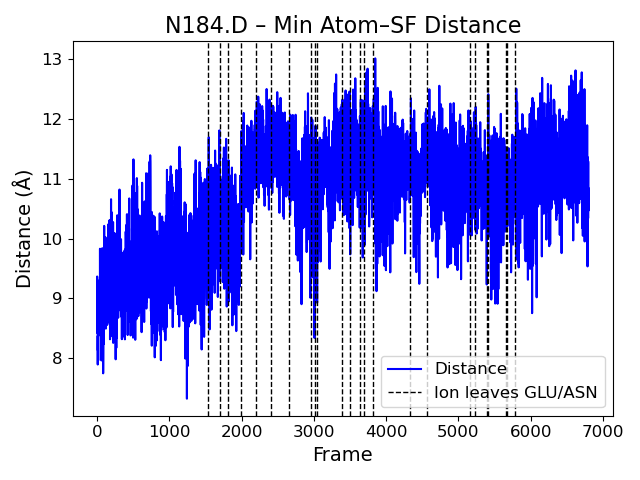 N184.D – Min Atom–SF Distance
13
12
11
10
9
8
Distance (Å)
Distance
Ion leaves GLU/ASN
0 1000 2000 3000 4000 5000 6000 7000
Frame